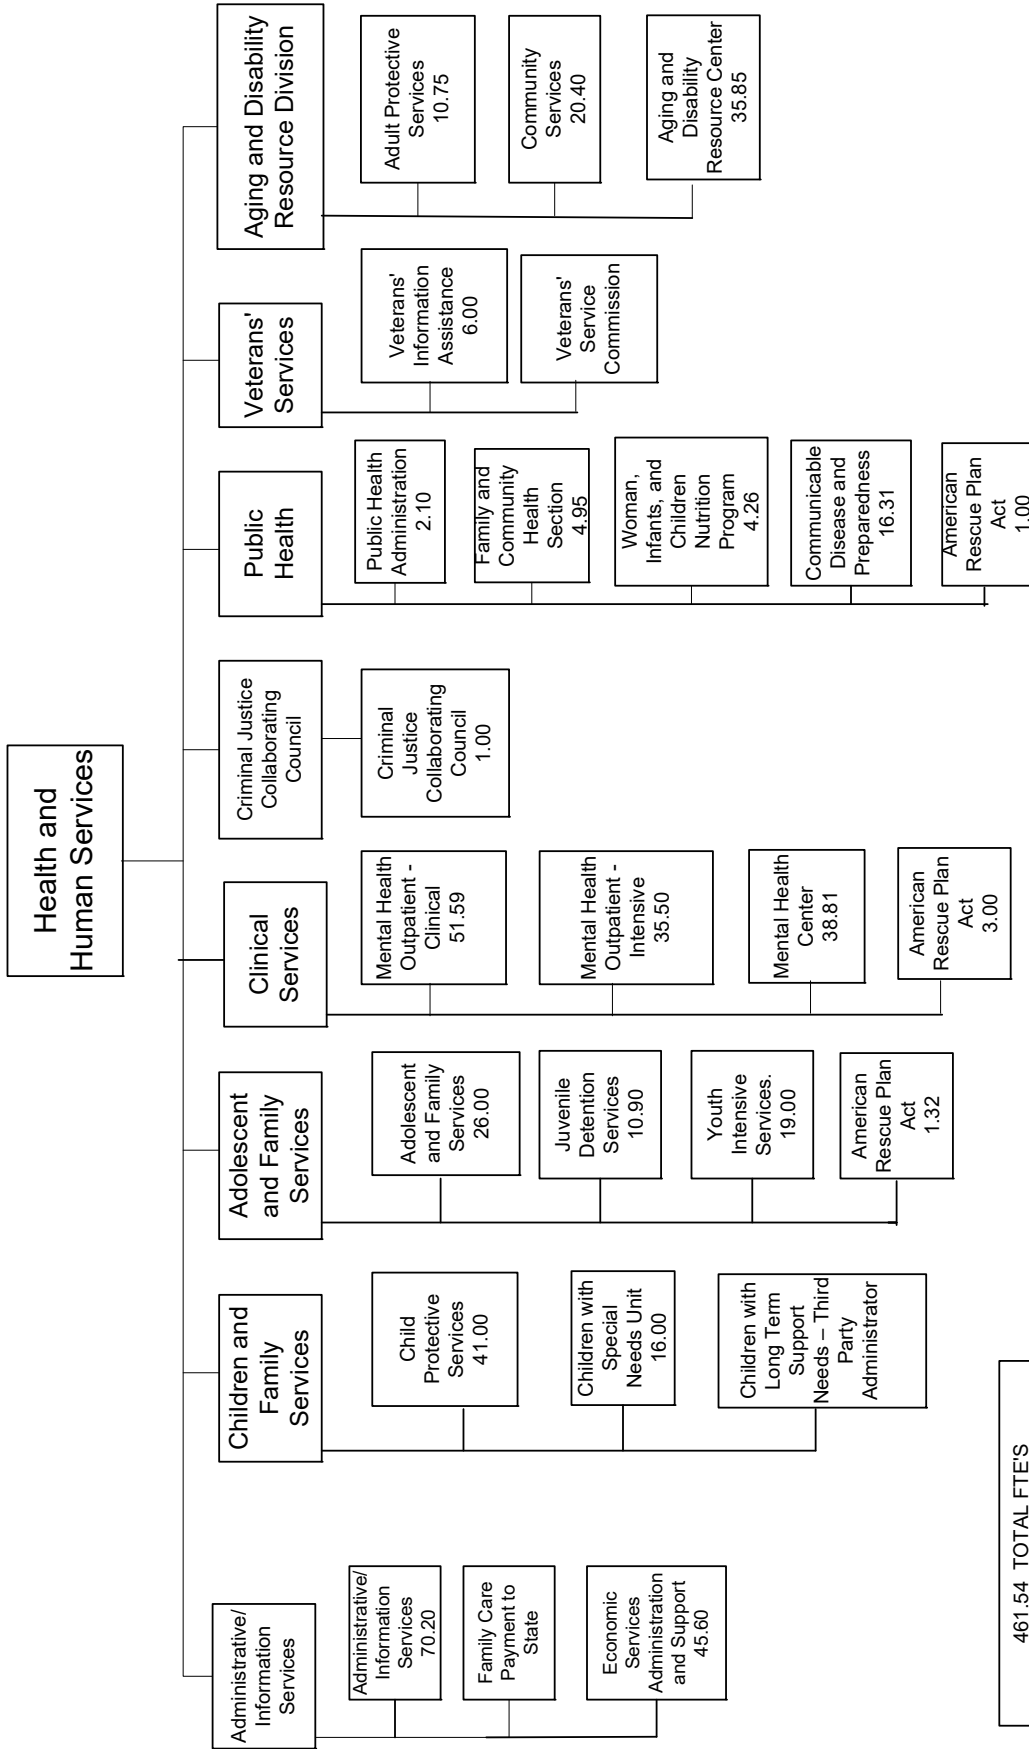 Health and
Human Services
Administrative/
Information
Services
Administrative/
Information
Services
70.20
Family Care
Payment to
State
Economic
Services
Administration
and Support
45.60
Children and
Family
Services
Child
Protective
Services
41.00
Children with
Special
Needs Unit
16.00
Children with
Long Term
Support
Needs – Third
Party
Administrator
Adolescent
and Family
Services
Adolescent
and Family
Services
26.00
Juvenile
Detention
Services
10.90
Youth
Intensive
Services.
19.00
American
Rescue Plan
Act
1.32
Clinical
Services
Mental Health
Outpatient -
Clinical
51.59
Mental Health
Outpatient -
Intensive
35.50
Mental Health
Center
38.81
American
Rescue Plan
Act
3.00
Criminal Justice
Collaborating
Council
Criminal
Justice
Collaborating
Council
1.00
Public
Health
Public Health
Administration
2.10
Family and
Community
Health
Section
4.95
Woman,
Infants, and
Children
Nutrition
Program
4.26
Communicable
Disease and
Preparedness
16.31
American
Rescue Plan
Act
1.00
Veterans'
Services
Veterans'
Information
Assistance
6.00
Veterans'
Service
Commission
Aging and Disability
Resource Division
Adult Protective
Services
10.75
Community
Services
20.40
Aging and
Disability
Resource Center
35.85
461.54 TOTAL FTE'S